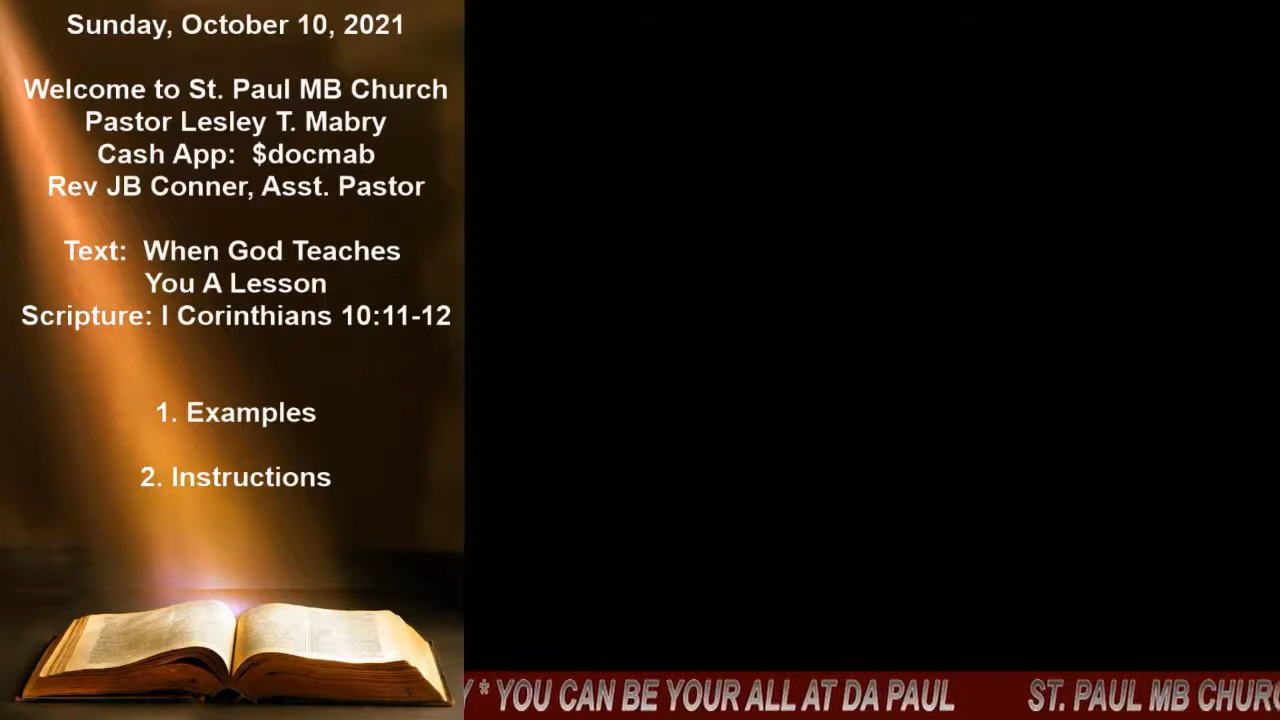 Sunday, October 10, 2021
Welcome to St. Paul MB Church
Pastor Lesley T. Mabry
Cash App: $docmab
Rev JB Conner, Asst. Pastor
Text: When God Teaches
You A Lesson
Scripture: I Corinthians 10:11-12
1. Examples
2. Instructions
Y * YOU CAN BE YOUR ALL AT DA PAUL ST. PAUL MB CHURC